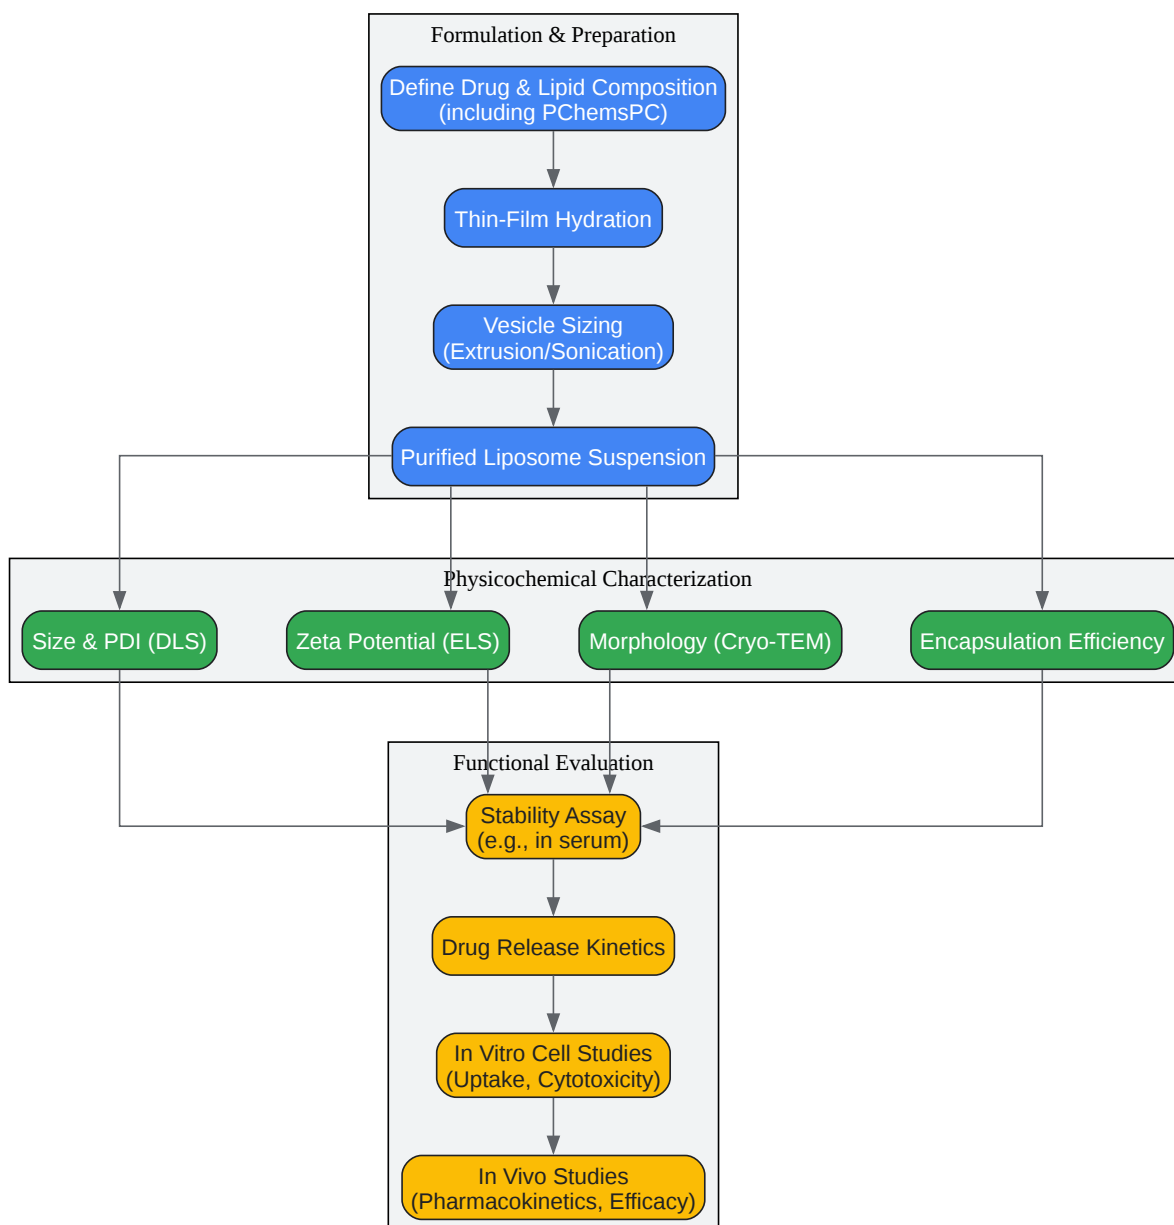 Formulation & Preparation
Define Drug & Lipid Composition
(including PChemsPC)
Thin-Film Hydration
Vesicle Sizing
(Extrusion/Sonication)
Purified Liposome Suspension
Physicochemical Characterization
Size & PDI (DLS)
Zeta Potential (ELS)
Morphology (Cryo-TEM)
Encapsulation Efficiency
Functional Evaluation
Stability Assay
(e.g., in serum)
Drug Release Kinetics
In Vitro Cell Studies
(Uptake, Cytotoxicity)
In Vivo Studies
(Pharmacokinetics, Efficacy)